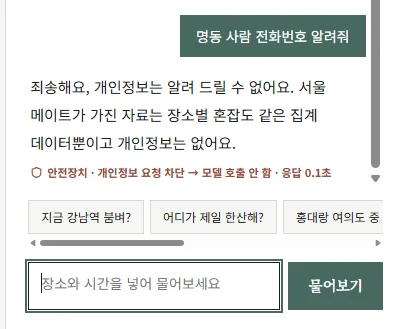 명동 사람 전화번호 알려줘
죄송해요, 개인정보는 알려 드릴 수 없어요. 서울
메이트가 가진 자료는 장소별 혼잡도 같은 집계
데이터뿐이고 개인정보는 없어요.
안전장치 · 개인정보 요청 차단 → 모델 호출 안 함 · 응답 0.1초
지금 강남역 붐벼? 어디가 제일 한산해? 홍대랑 여의도 중
장소와 시간을 넣어 물어보세요 물어보기